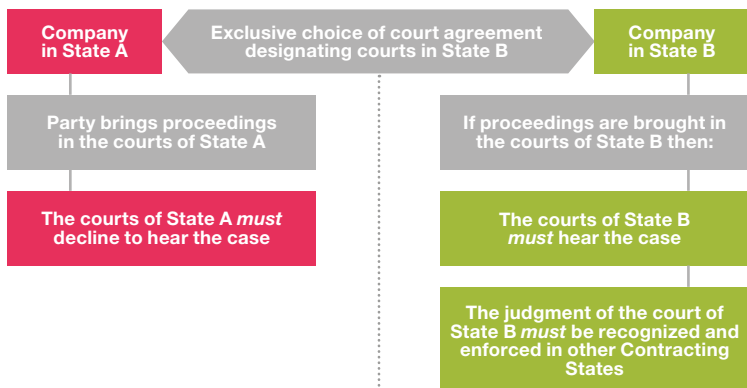 Company
in State A
Exclusive choice of court agreement
designating courts in State B
Company
in State B
Party brings proceedings
in the courts of State A
The courts of State A must
decline to hear the case
If proceedings are brought in
the courts of State B then:
The courts of State B
must hear the case
The judgment of the court of
State B must be recognized and
enforced in other Contracting
States